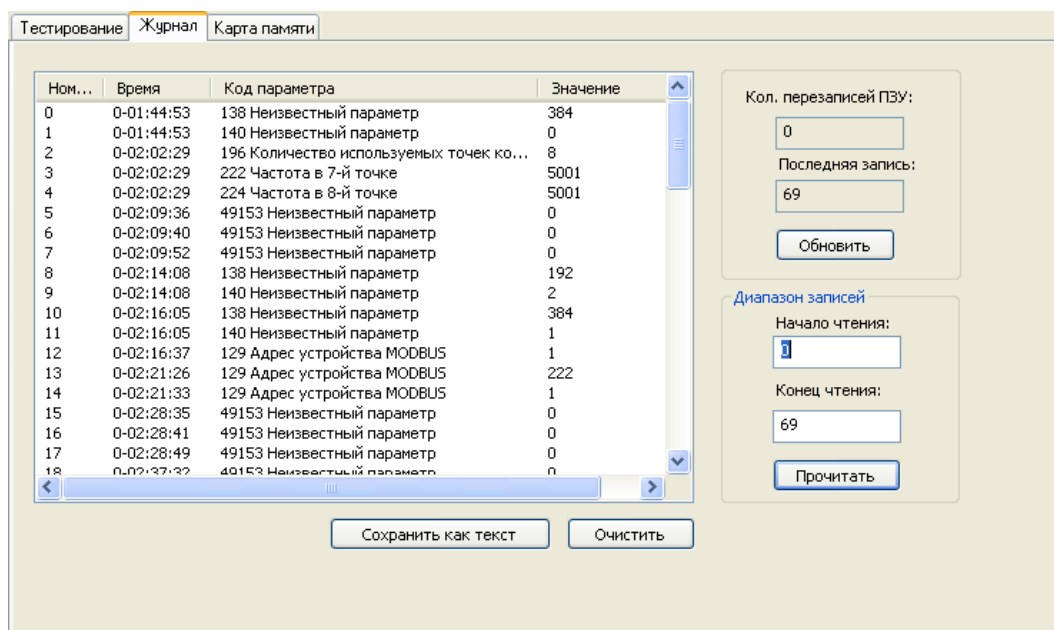 Тестирование Журнал Карта памяти
Ном... Время Код параметра Значение
0 0-01:44:53 138 Неизвестный параметр 384
1 0-01:44:53 140 Неизвестный параметр 0
2 0-02:02:29 196 Количество используемых точек ко... 8
3 0-02:02:29 222 Частота в 7-й точке 5001
4 0-02:02:29 224 Частота в 8-й точке 5001
5 0-02:09:36 49153 Неизвестный параметр 0
6 0-02:09:40 49153 Неизвестный параметр 0
7 0-02:09:52 49153 Неизвестный параметр 0
8 0-02:14:08 138 Неизвестный параметр 192
9 0-02:14:08 140 Неизвестный параметр 2
10 0-02:16:05 138 Неизвестный параметр 384
11 0-02:16:05 140 Неизвестный параметр 1
12 0-02:16:37 129 Адрес устройства MODBUS 1
13 0-02:21:26 129 Адрес устройства MODBUS 222
14 0-02:21:33 129 Адрес устройства MODBUS 1
15 0-02:28:35 49153 Неизвестный параметр 0
16 0-02:28:41 49153 Неизвестный параметр 0
17 0-02:28:49 49153 Неизвестный параметр 0
18 0-02:37:32 49153 Неизвестный параметр 0
Сохранить как текст Очистить
Кол. перезаписей ПЗУ:
0
Последняя запись:
69
Обновить
Диапазон записей
Начало чтения:
0
Конец чтения:
69
Прочитать